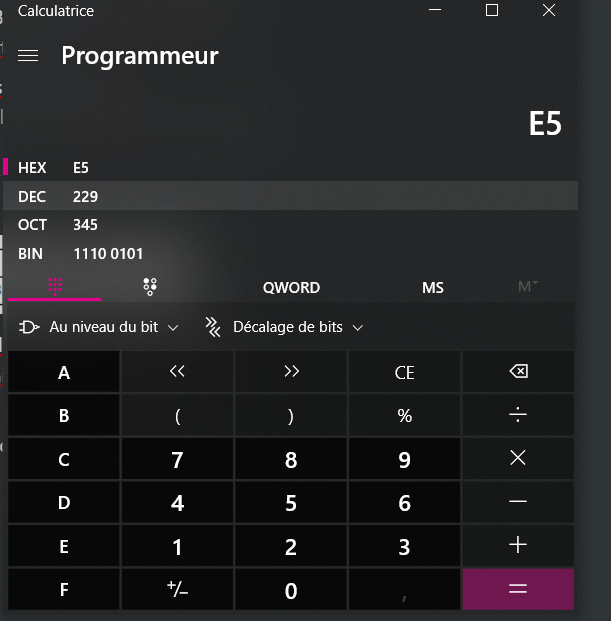 Calculatrice
Programmeur
E5
HEX E5
DEC 229
OCT 345
BIN 1110 0101
QWORD MS M
Au niveau du bit Décalage de bits
A << >> CE
B ( ) % ÷
C 7 8 9 ×
D 4 5 6 −
E 1 2 3 +
F +/− 0 , =